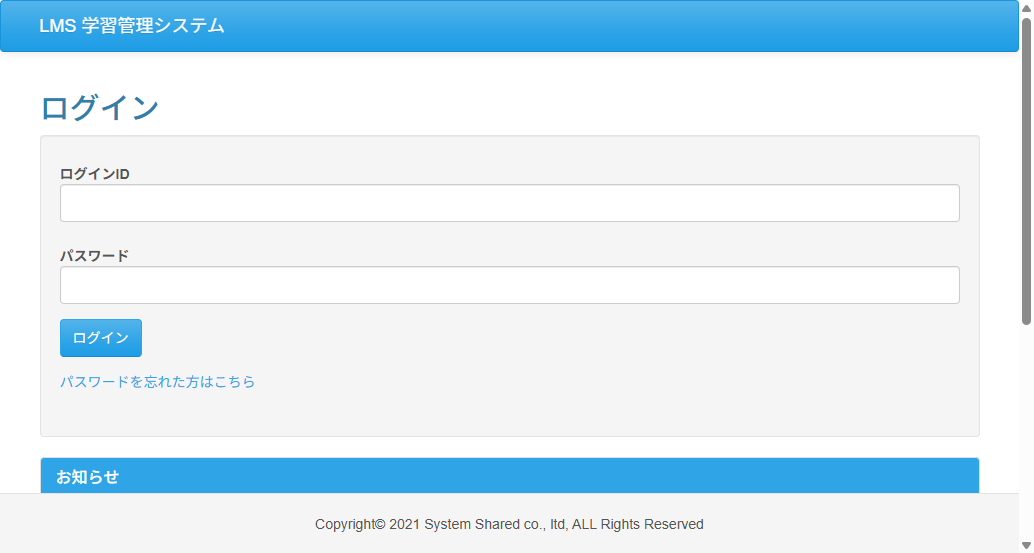 LMS 学習管理システム
ログイン
ログインID
パスワード
ログイン
パスワードを忘れた方はこちら
お知らせ
Copyright© 2021 System Shared co., ltd, ALL Rights Reserved